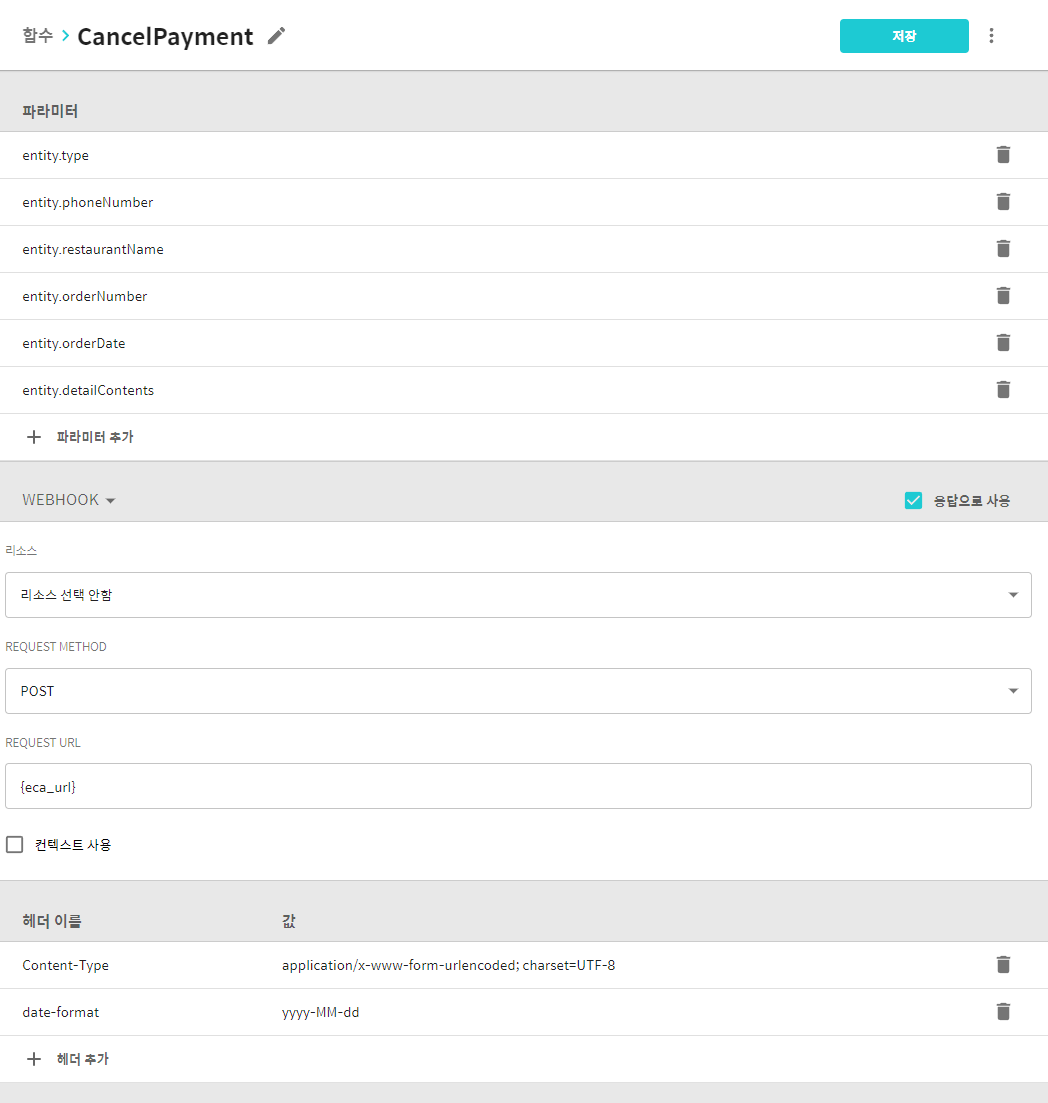 함수 > CancelPayment
저장
파라미터
entity.type
entity.phoneNumber
entity.restaurantName
entity.orderNumber
entity.orderDate
entity.detailContents
파라미터 추가
WEBHOOK
응답으로 사용
리소스
리소스 선택 안함
REQUEST METHOD
POST
REQUEST URL
{eca_url}
컨텍스트 사용
헤더 이름 값
Content-Type application/x-www-form-urlencoded; charset=UTF-8
date-format yyyy-MM-dd
헤더 추가